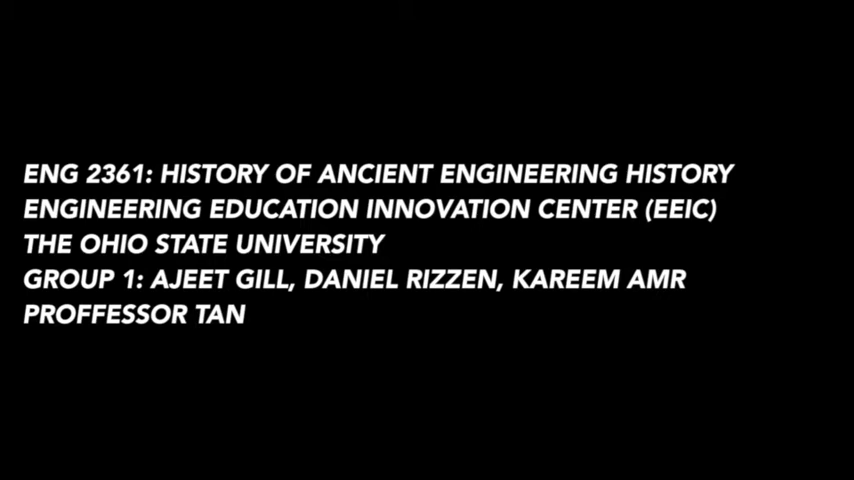 ENG 2361: HISTORY OF ANCIENT ENGINEERING HISTORY
ENGINEERING EDUCATION INNOVATION CENTER (EEIC)
THE OHIO STATE UNIVERSITY
GROUP 1: AJEET GILL, DANIEL RIZZEN, KAREEM AMR
PROFFESSOR TAN